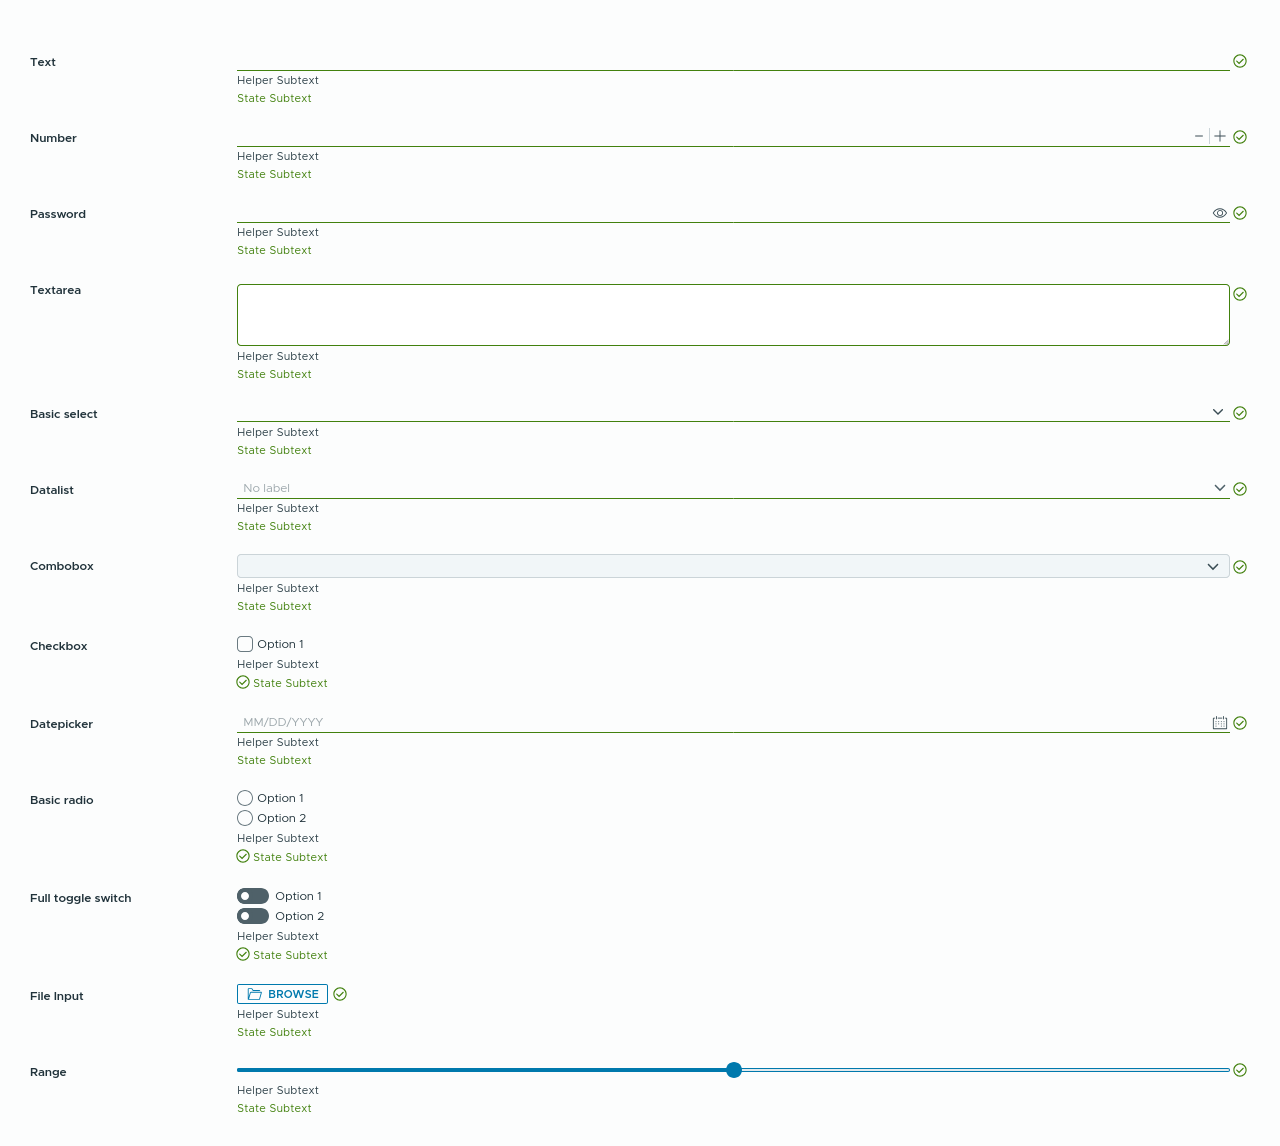 Text
Helper Subtext
State Subtext
Number
Helper Subtext
State Subtext
Password
Helper Subtext
State Subtext
Textarea
Helper Subtext
State Subtext
Basic select
Helper Subtext
State Subtext
Datalist
No label
Helper Subtext
State Subtext
Combobox
Helper Subtext
State Subtext
Checkbox
Option 1
Helper Subtext
State Subtext
Datepicker
MM/DD/YYYY
Helper Subtext
State Subtext
Basic radio
Option 1
Option 2
Helper Subtext
State Subtext
Full toggle switch
Option 1
Option 2
Helper Subtext
State Subtext
File Input
BROWSE
Helper Subtext
State Subtext
Range
Helper Subtext
State Subtext